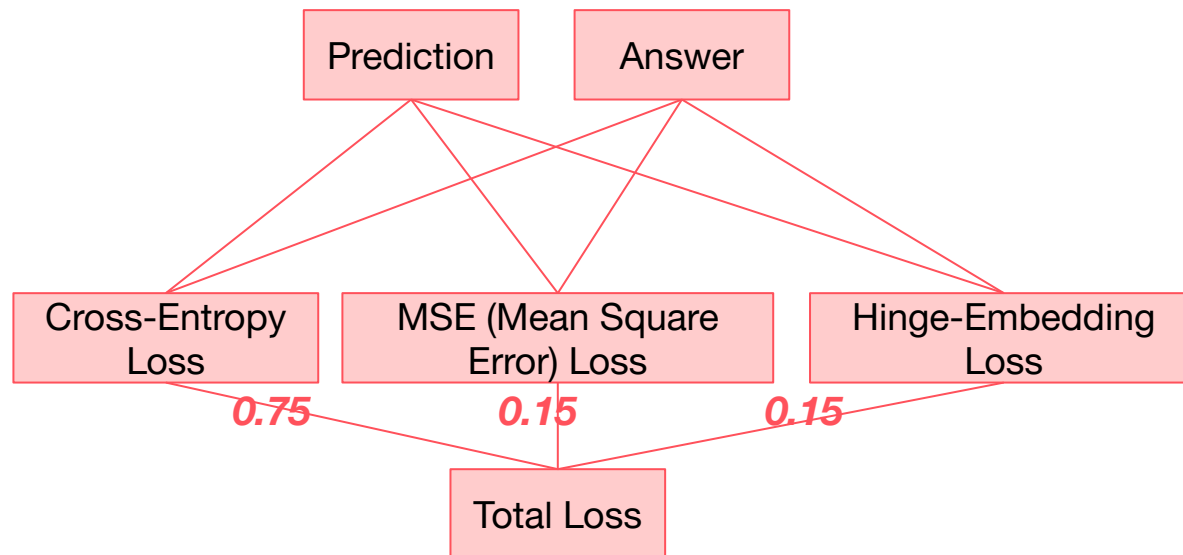 Prediction
Answer
Cross-Entropy
Loss
MSE (Mean Square
Error) Loss
Hinge-Embedding
Loss
0.75
0.15
0.15
Total Loss